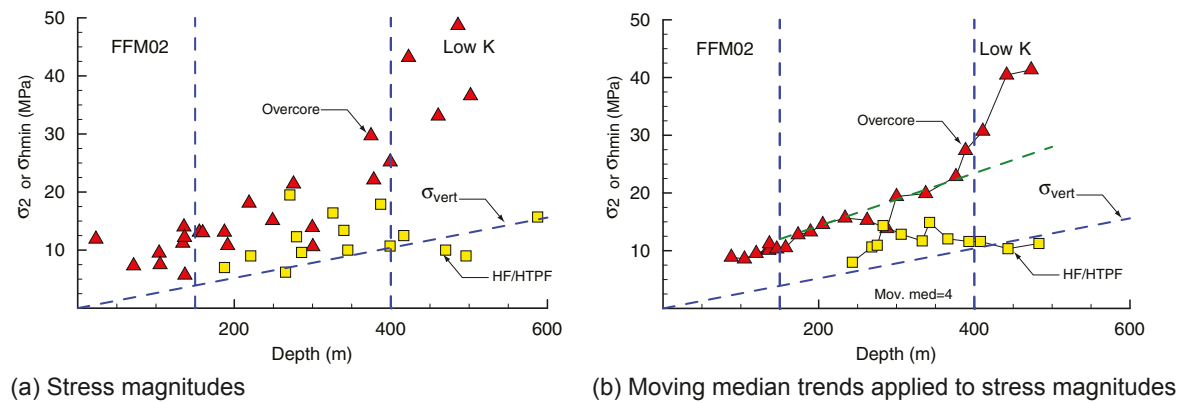 50
40
30
20
10
0
σ2 or σhmin (MPa)
FFM02
Low K
Overcore
σvert
HF/HTPF
200
400
600
Depth (m)
(a) Stress magnitudes
50
40
30
20
10
0
σ2 or σhmin (MPa)
FFM02
Low K
Overcore
σvert
HF/HTPF
Mov. med=4
200
400
600
Depth (m)
(b) Moving median trends applied to stress magnitudes